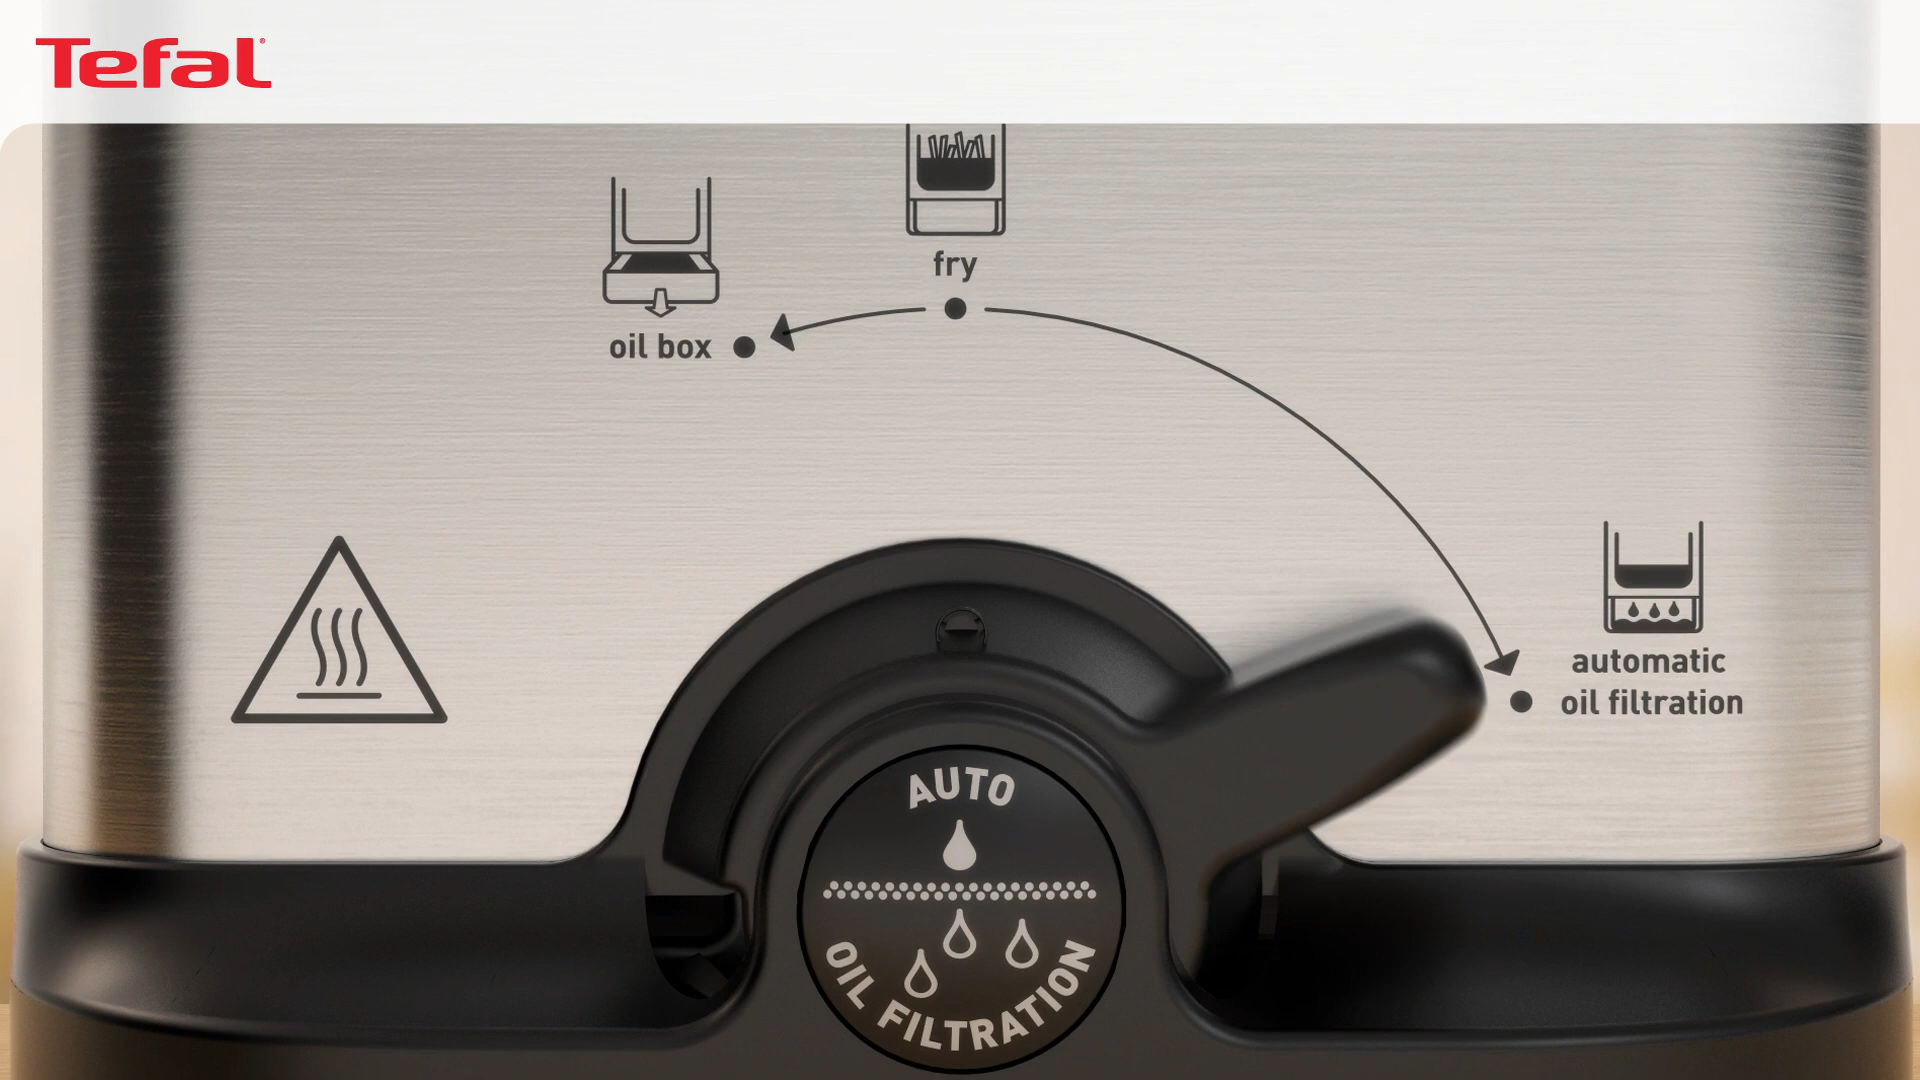 Tefal
fry
oil box
automatic
oil filtration
AUTO
OIL FILTRATION